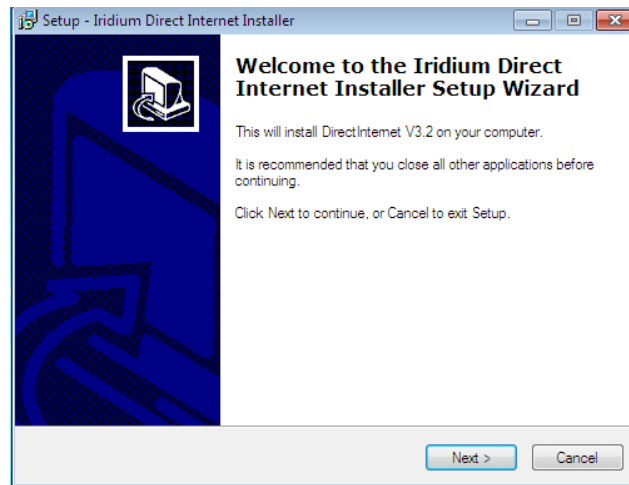 Setup - Iridium Direct Internet Installer
Welcome to the Iridium Direct
Internet Installer Setup Wizard
This will install DirectInternet V3.2 on your computer.
It is recommended that you close all other applications before
continuing.
Click Next to continue, or Cancel to exit Setup.
Next >
Cancel